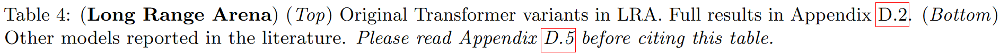 Table 4: (Long Range Arena) (Top) Original Transformer variants in LRA. Full results in Appendix D.2. (Bottom)
Other models reported in the literature. Please read Appendix D.5 before citing this table.